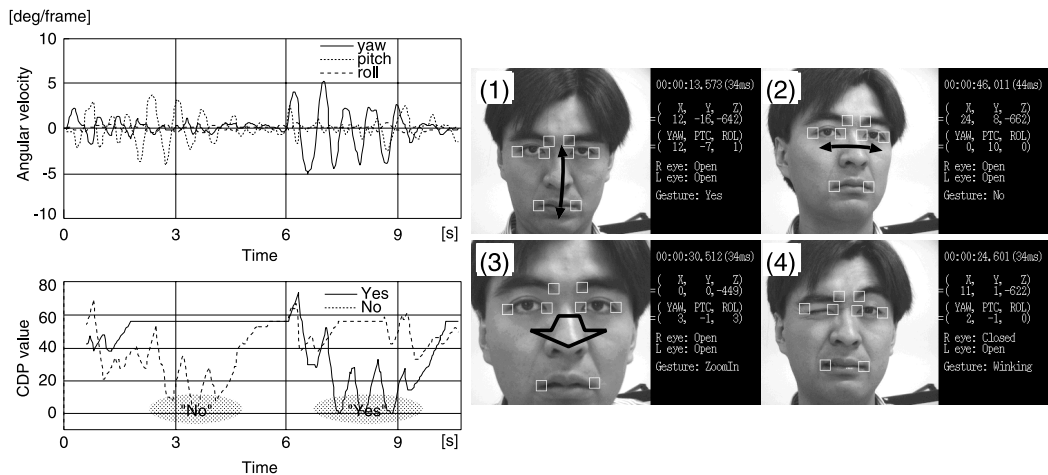 [deg/frame]
10
5
0
-5
-10
Angular velocity
yaw
pitch
roll
0
3
6
9
[s]
Time
80
60
40
20
0
CDP value
Yes
No
"No"
"Yes"
0
3
6
9
[s]
Time
(1)
00:00:13.573(34ms)
( X, Y, Z)
=( 12, -16,-642)
(YAW, PTC, ROL)
=( 12, -7, 1)
R eye: Open
L eye: Open
Gesture: Yes
(2)
00:00:46.011(44ms)
( X, Y, Z)
=( 24, 8,-662)
(YAW, PTC, ROL)
=( 0, 10, 0)
R eye: Open
L eye: Open
Gesture: No
(3)
00:00:30.512(34ms)
( X, Y, Z)
=( 0, 0,-449)
(YAW, PTC, ROL)
=( 3, -1, 3)
R eye: Open
L eye: Open
Gesture: ZoomIn
(4)
00:00:24.601(34ms)
( X, Y, Z)
=( 11, 1,-622)
(YAW, PTC, ROL)
=( 2, -1, 0)
R eye: Closed
L eye: Open
Gesture: Winking